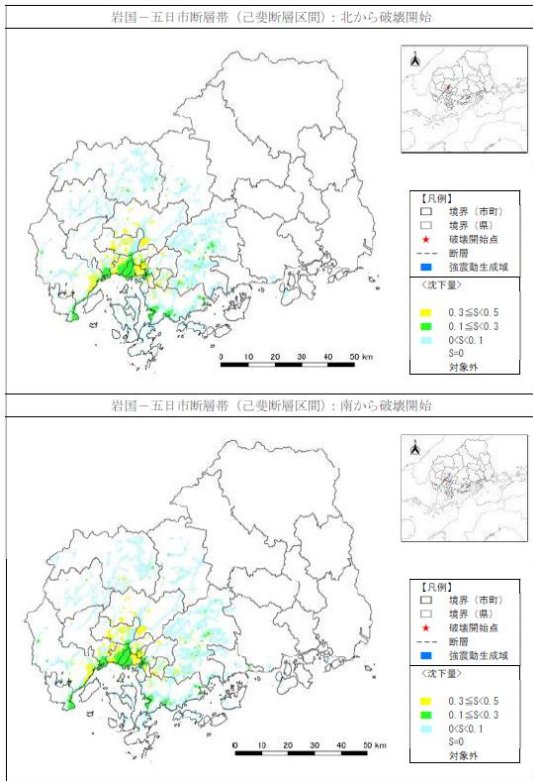 岩国－五日市断層帯（己斐断層区間）：北から破壊開始
【凡例】
境界（市町）
境界（県）
破壊開始点
断層
強震動生成域
<沈下量>
0.3≦S<0.5
0.1≦S<0.3
0<S<0.1
S=0
対象外
0 10 20 30 40 50 km
岩国－五日市断層帯（己斐断層区間）：南から破壊開始
【凡例】
境界（市町）
境界（県）
破壊開始点
断層
強震動生成域
<沈下量>
0.3≦S<0.5
0.1≦S<0.3
0<S<0.1
S=0
対象外
0 10 20 30 40 50 km